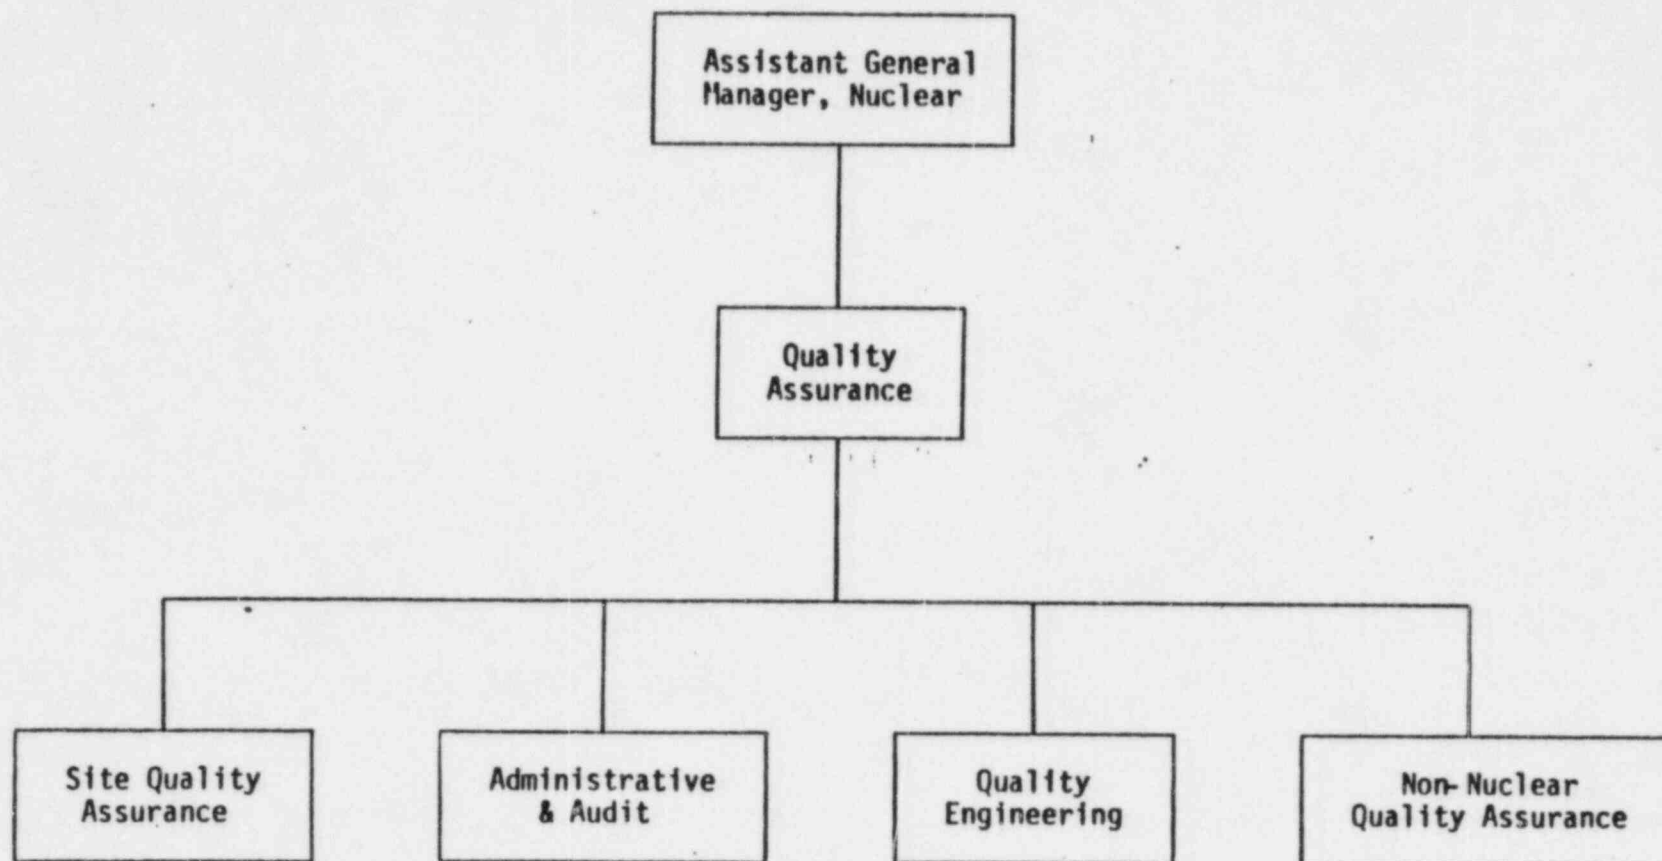 Assistant General
Manager, Nuclear
Quality
Assurance
Site Quality
Assurance
Administrative
& Audit
Quality
Engineering
Non-Nuclear
Quality Assurance